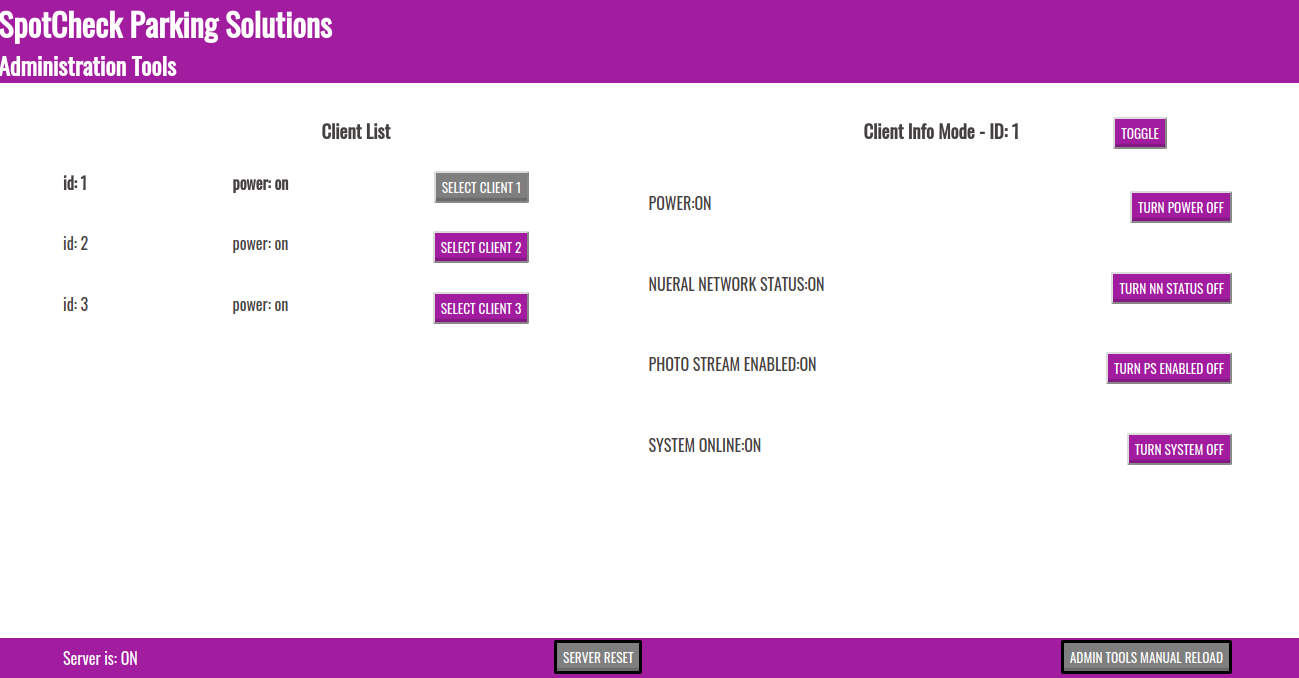 SpotCheck Parking Solutions
Administration Tools
Client List
id: 1 power: on SELECT CLIENT 1
id: 2 power: on SELECT CLIENT 2
id: 3 power: on SELECT CLIENT 3
Client Info Mode - ID: 1 TOGGLE
POWER:ON TURN POWER OFF
NUERAL NETWORK STATUS:ON TURN NN STATUS OFF
PHOTO STREAM ENABLED:ON TURN PS ENABLED OFF
SYSTEM ONLINE:ON TURN SYSTEM OFF
Server is: ON SERVER RESET ADMIN TOOLS MANUAL RELOAD